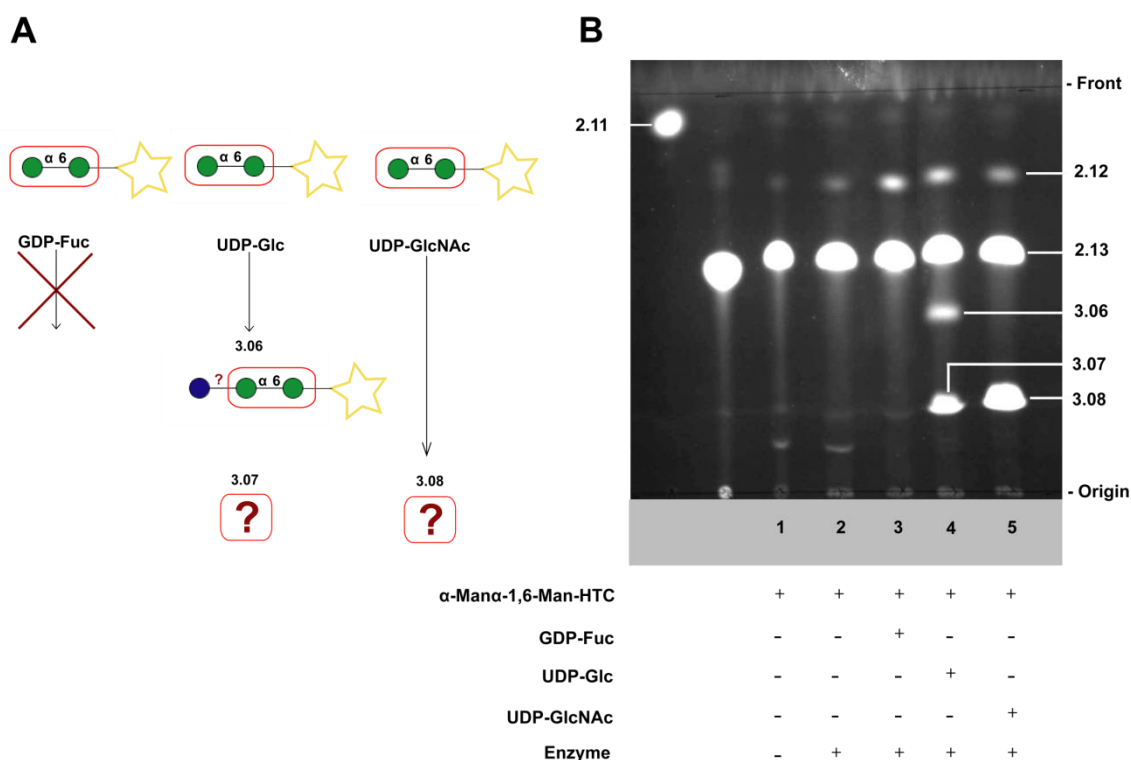 A
B
- Front
2.11
α 6
α 6
α 6
2.12
GDP-Fuc
UDP-Glc
UDP-GlcNAc
2.13
3.06
3.06
?
α 6
3.07
3.08
3.07
3.08
?
?
- Origin
1 2 3 4 5
α-Manα-1,6-Man-HTC + + + + +
GDP-Fuc - - + - -
UDP-Glc - - - + -
UDP-GlcNAc - - - - +
Enzyme - + + + +